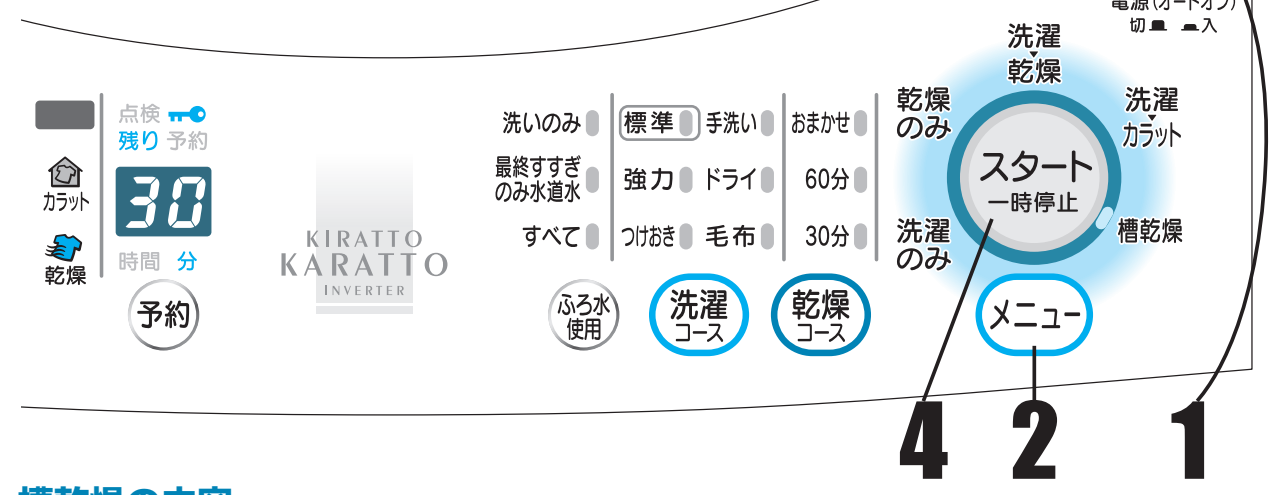 電源(オートオフ)
切 入
洗濯
乾燥
乾燥
のみ
洗濯
カラット
スタート
一時停止
洗濯
のみ
槽乾燥
メニュー
点検
残り 予約
カラット
30
乾燥
時間 分
予約
KIRATTO
KARATTO
INVERTER
洗いのみ
最終すすぎ
のみ水道水
すべて
標準 手洗い
強力 ドライ
つけおき 毛布
おまかせ
60分
30分
ふろ水
使用
洗濯
コース
乾燥
コース
4 2 1
槽乾燥の内容